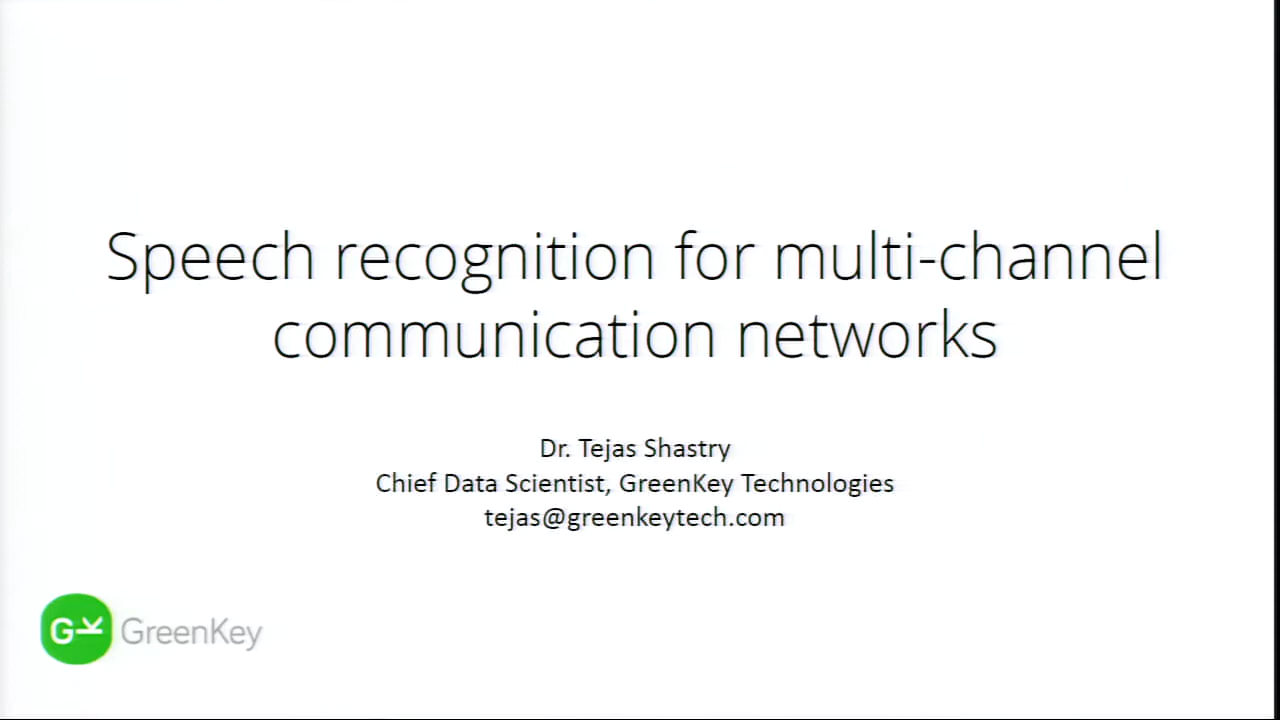 Speech recognition for multi-channel
communication networks
Dr. Tejas Shastry
Chief Data Scientist, GreenKey Technologies
tejas@greenkeytech.com
GK GreenKey